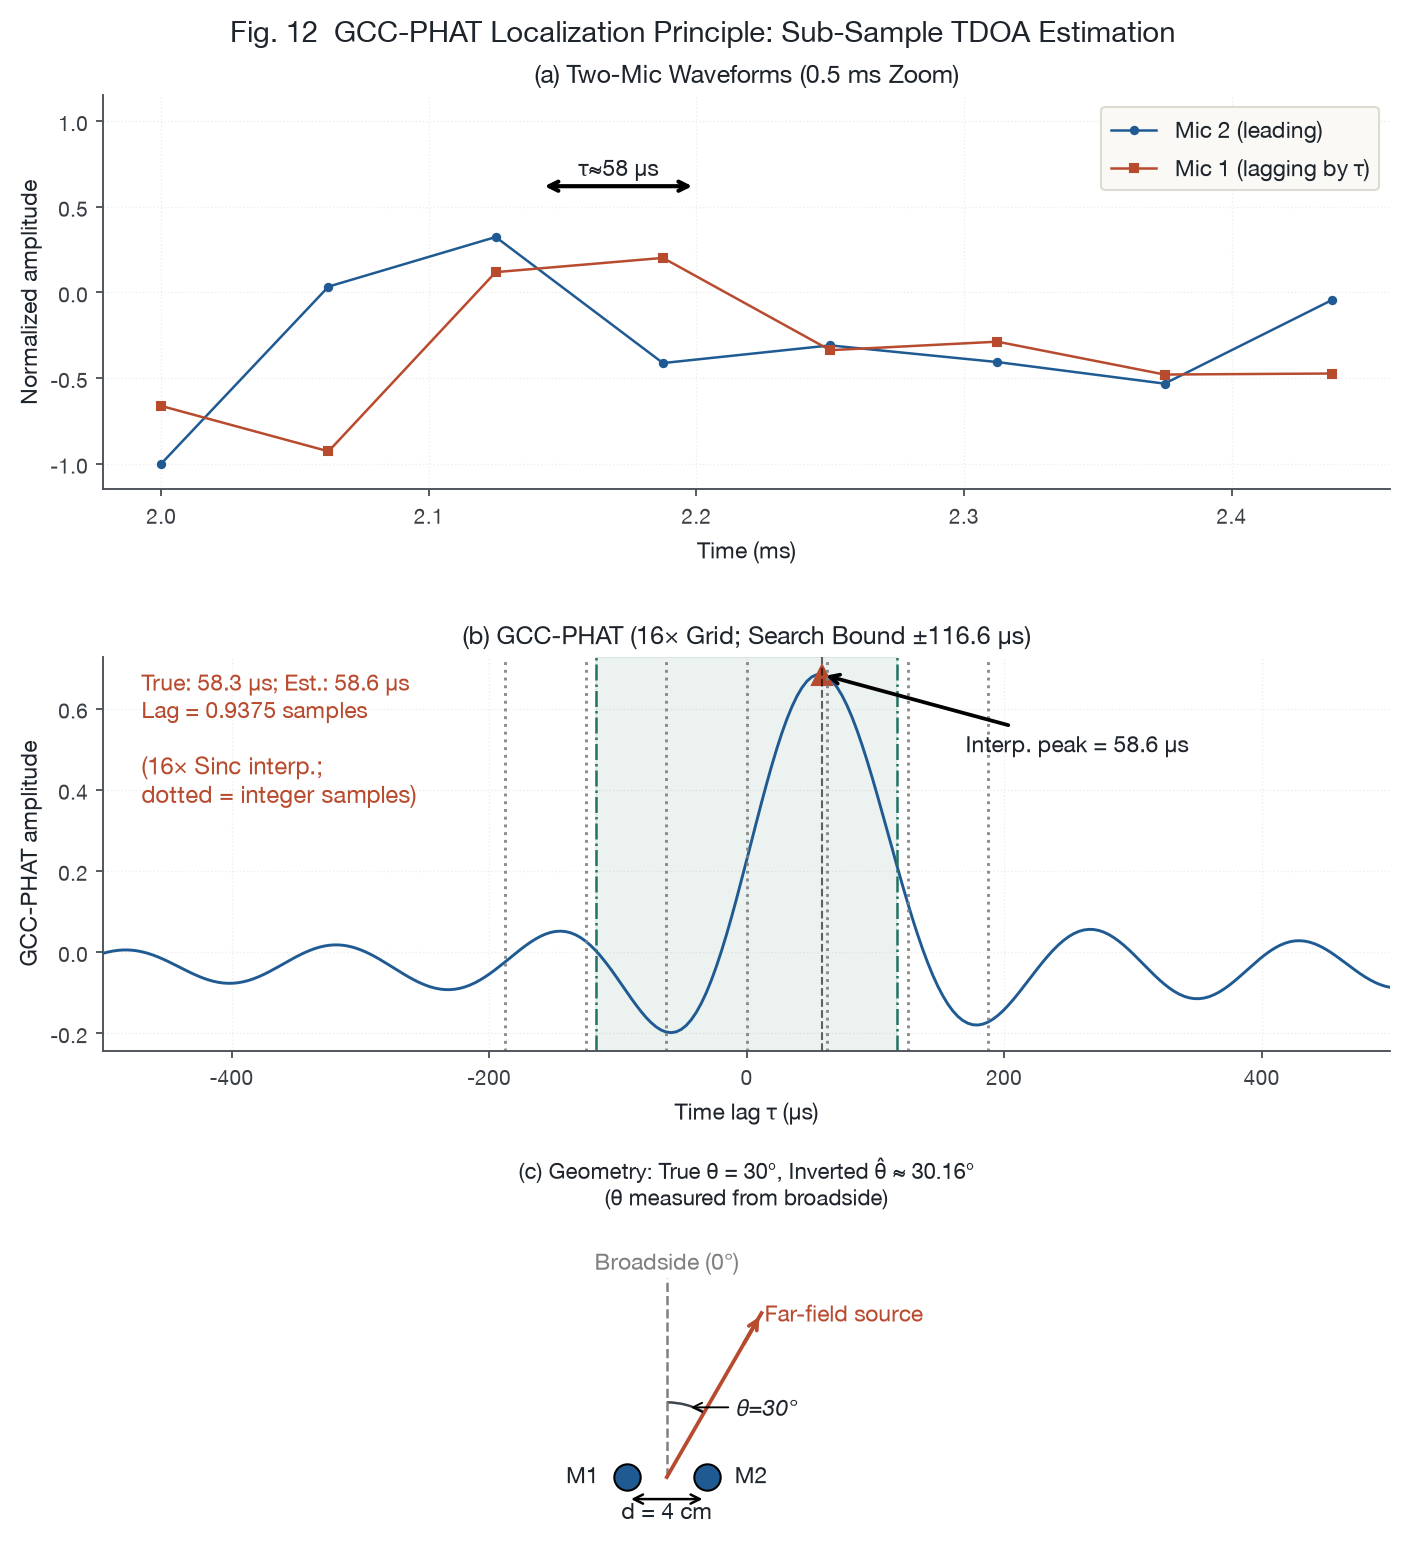 Fig. 12  GCC-PHAT Localization Principle: Sub-Sample TDOA Estimation
(a) Two-Mic Waveforms (0.5 ms Zoom)
Normalized amplitude
1.0
0.5
0.0
-0.5
-1.0
τ≈58 µs
Mic 2 (leading)
Mic 1 (lagging by τ)
2.0
2.1
2.2
2.3
2.4
Time (ms)
(b) GCC-PHAT (16× Grid; Search Bound ±116.6 µs)
GCC-PHAT amplitude
0.6
0.4
0.2
0.0
-0.2
True: 58.3 µs; Est.: 58.6 µs
Lag = 0.9375 samples
(16× Sinc interp.;
dotted = integer samples)
Interp. peak = 58.6 µs
-400
-200
0
200
400
Time lag τ (µs)
(c) Geometry: True θ = 30°, Inverted θ̂ ≈ 30.16°
(θ measured from broadside)
Broadside (0°)
Far-field source
θ=30°
M1
M2
d = 4 cm